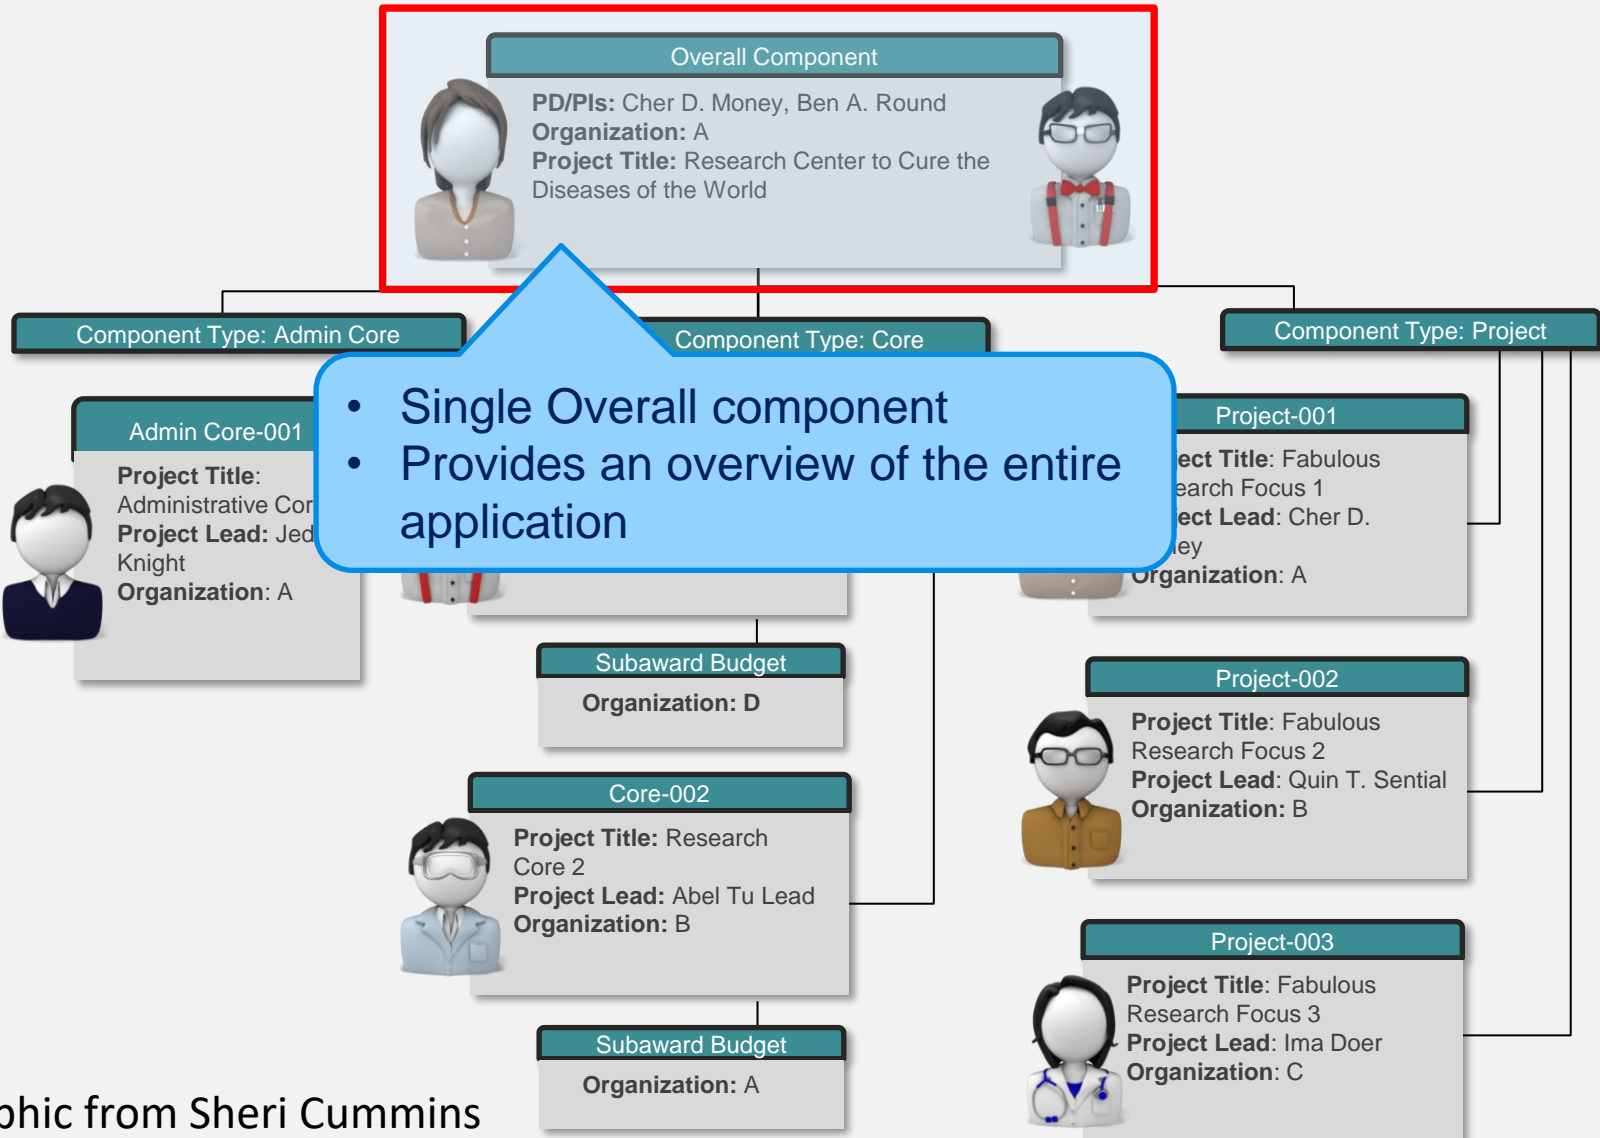 Overall Component
PD/PIs: Cher D. Money, Ben A. Round
Organization: A
Project Title: Research Center to Cure the
Diseases of the World
Component Type: Admin Core
Component Type: Core
Component Type: Project
• Single Overall component
• Provides an overview of the entire
application
Admin Core-001
Project Title:
Administrative Cor
Project Lead: Jed
Knight
Organization: A
Subaward Budget
Organization: D
Core-002
Project Title: Research
Core 2
Project Lead: Abel Tu Lead
Organization: B
Subaward Budget
Organization: A
Project-001
ect Title: Fabulous
earch Focus 1
ect Lead: Cher D.
ey
Organization: A
Project-002
Project Title: Fabulous
Research Focus 2
Project Lead: Quin T. Sential
Organization: B
Project-003
Project Title: Fabulous
Research Focus 3
Project Lead: Ima Doer
Organization: C
phic from Sheri Cummins